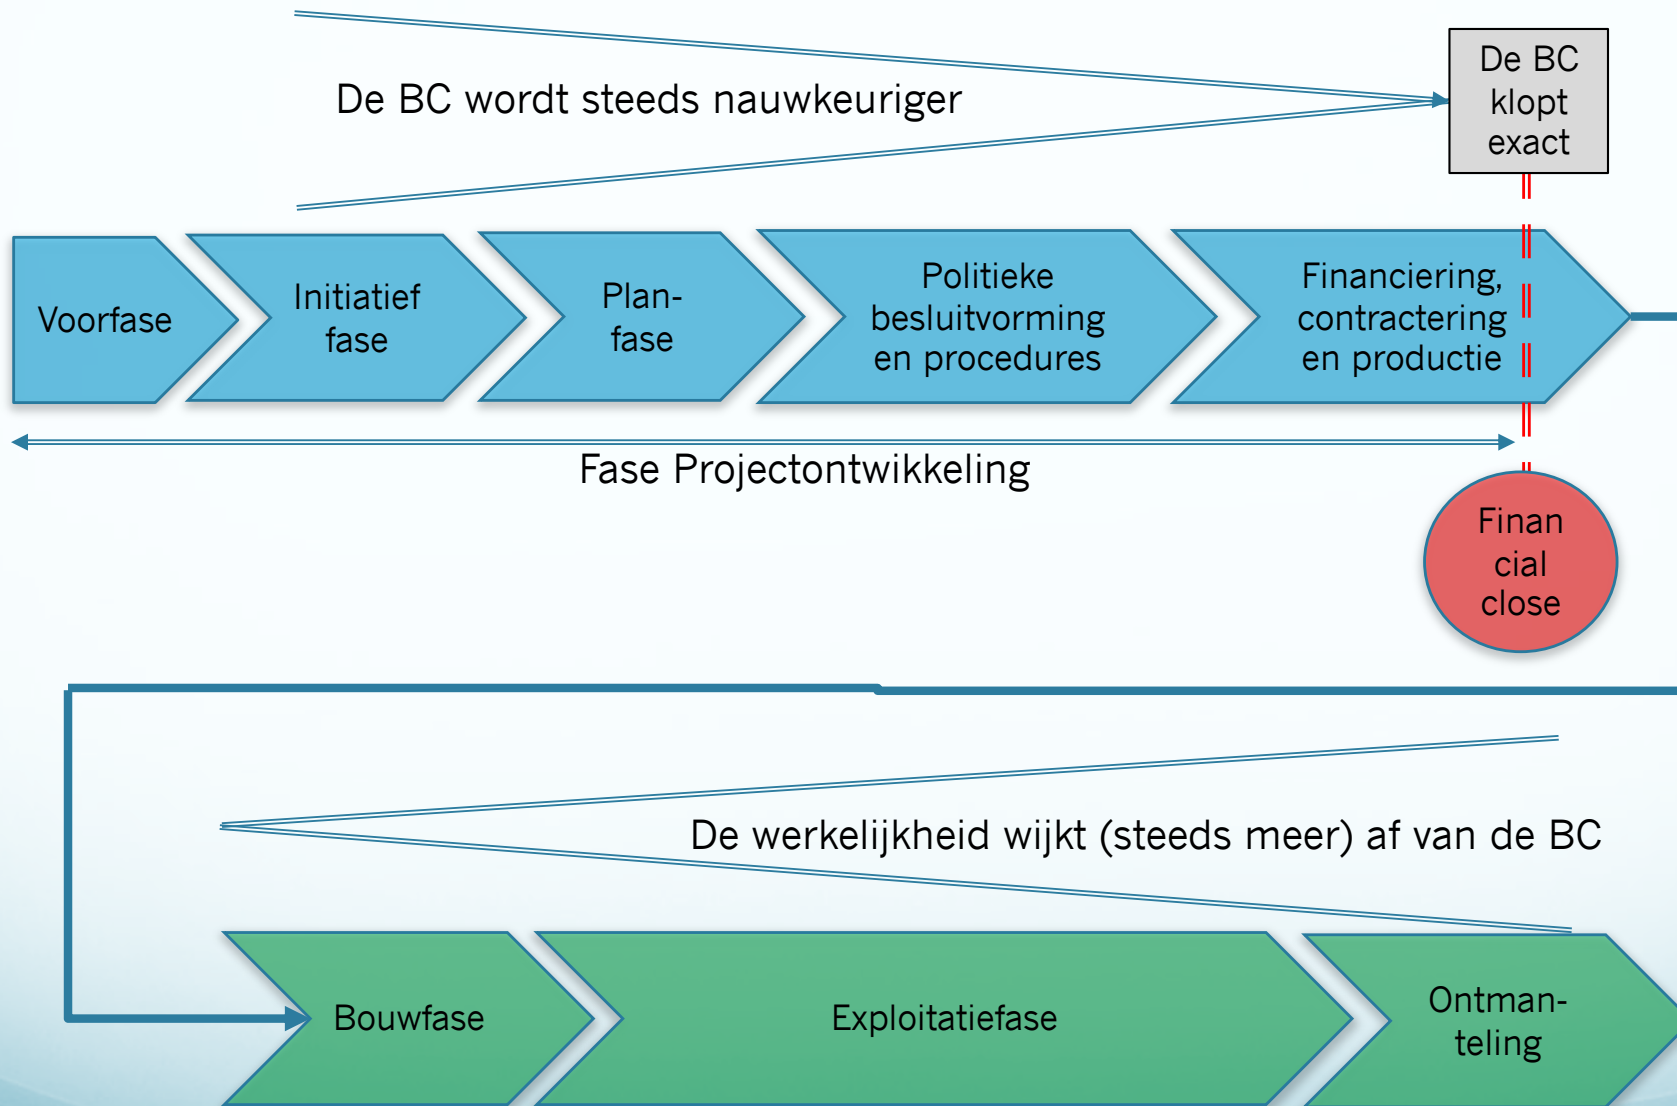 De BC wordt steeds nauwkeuriger
De BC
klopt
exact
Voorfase
Initiatief
fase
Plan-
fase
Politieke
besluitvorming
en procedures
Financiering,
contractering
en productie
Fase Projectontwikkeling
Finan
cial
close
De werkelijkheid wijkt (steeds meer) af van de BC
Bouwfase
Exploitatiefase
Ontman-
teling